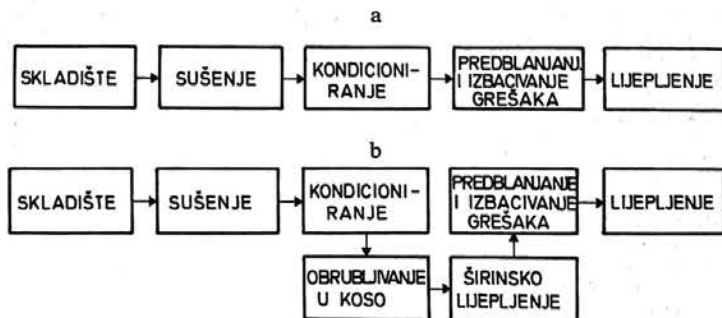 a
SKLADIŠTE
SUŠENJE
KONDICIONI-
RANJE
PREDBLANJANJ.
I IZBACIVANJE
GREŠAKA
LIJEPLJENJE
b
SKLADIŠTE
SUŠENJE
KONDICIONI-
RANJE
PREDBLANJANJE
I IZBACIVANJE
GREŠAKA
LIJEPLJENJE
OBRUBLJIVANJE
U KOSO
ŠIRINSKO
LIJEPLJENJE